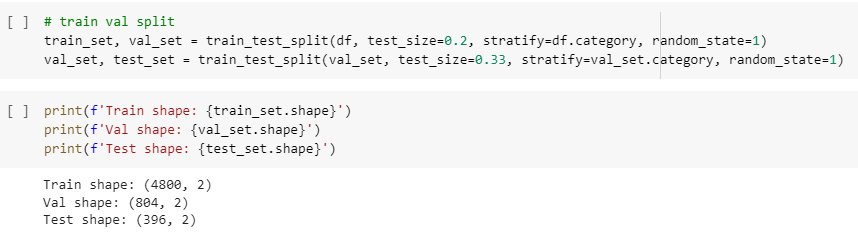 [ ] # train val split
train_set, val_set = train_test_split(df, test_size=0.2, stratify=df.category, random_state=1)
val_set, test_set = train_test_split(val_set, test_size=0.33, stratify=val_set.category, random_state=1)
[ ] print(f'Train shape: {train_set.shape}')
print(f'Val shape: {val_set.shape}')
print(f'Test shape: {test_set.shape}')
Train shape: (4800, 2)
Val shape: (804, 2)
Test shape: (396, 2)